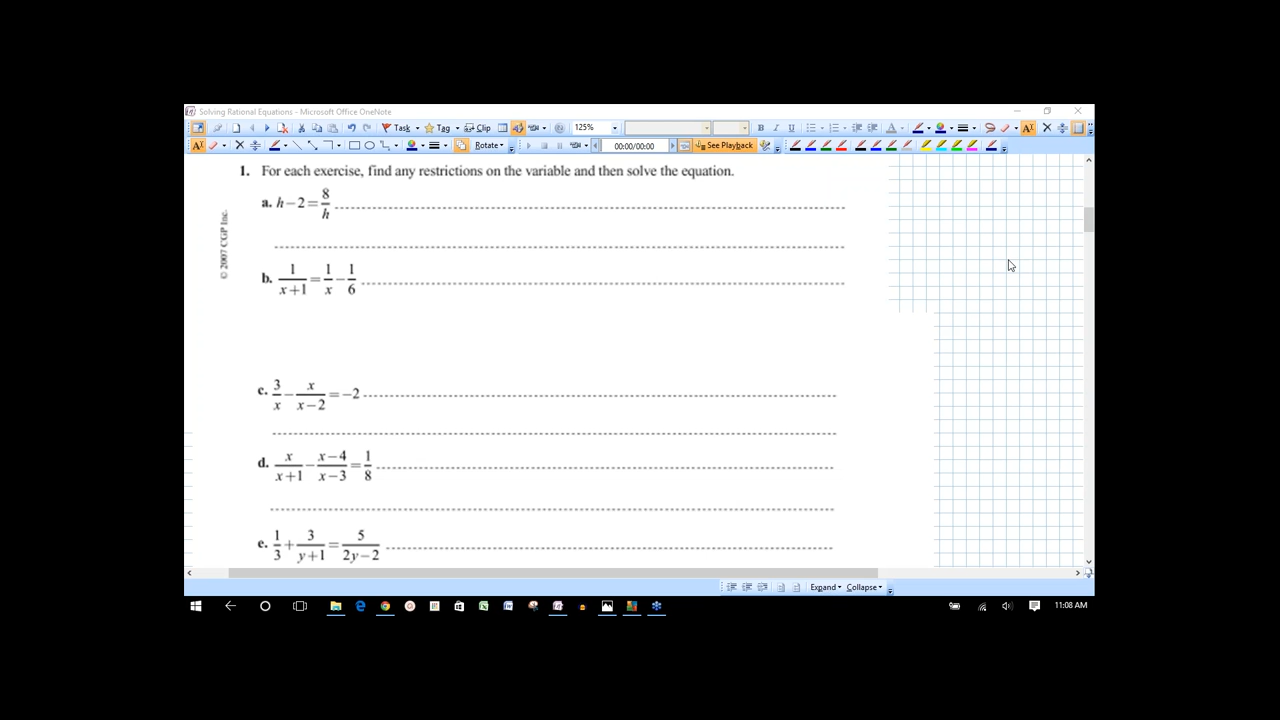 Solving Rational Equations - Microsoft Office OneNote
Task Tag Clip 125% B I U
Rotate 00:00/00:00 See Playback
1. For each exercise, find any restrictions on the variable and then solve the equation.
a. h−2=8/h
© 2007 CGP Inc.
b. 1/(x+1)=1/x−1/6
c. 3/x−x/(x−2)=−2
d. x/(x+1)−(x−4)/(x−3)=1/8
e. 1/3+3/(y+1)=5/(2y−2)
Expand Collapse
11:08 AM